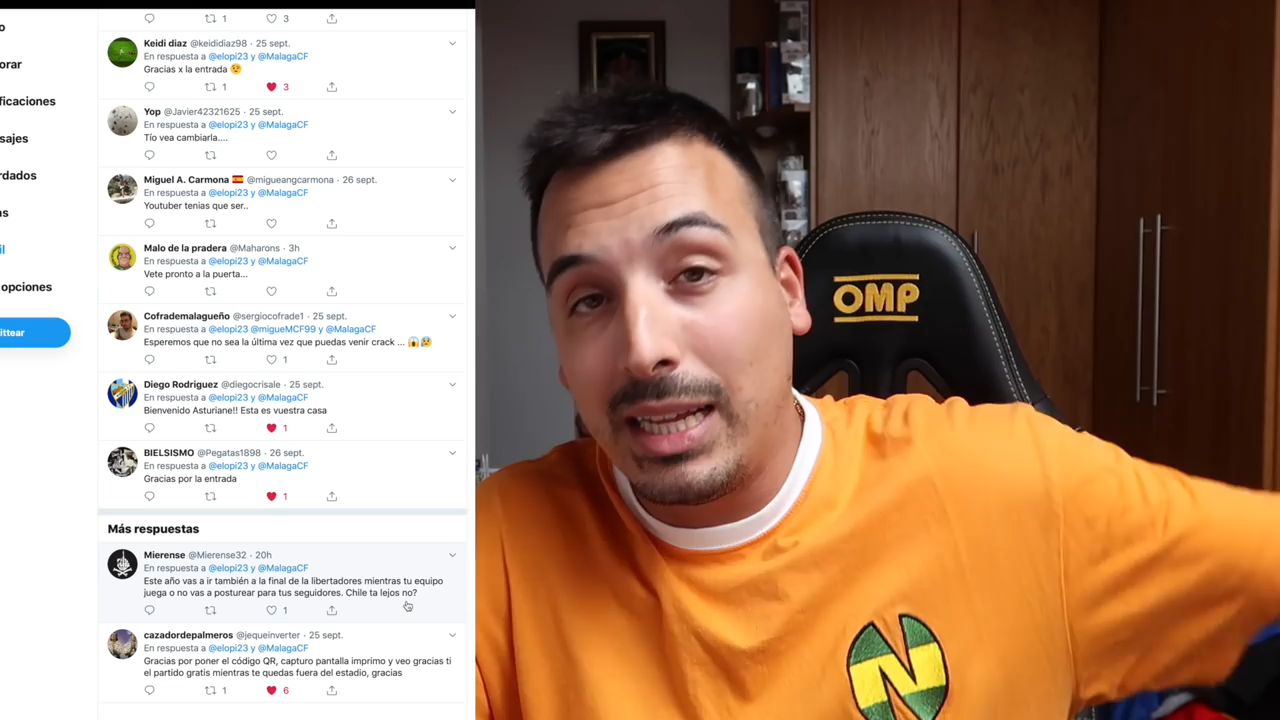 o
orar
ficaciones
sajes
rdados
as
il
opciones
ittear
1
3
Keidi diaz @keididiaz98 · 25 sept.
En respuesta a @elopi23 y @MalagaCF
Gracias x la entrada 😉
1
3
Yop @Javier42321625 · 25 sept.
En respuesta a @elopi23 y @MalagaCF
Tío vea cambiarla....
Miguel A. Carmona 🇪🇸 @migueangcarmona · 26 sept.
En respuesta a @elopi23 y @MalagaCF
Youtuber tenias que ser..
Malo de la pradera @Maharons · 3h
En respuesta a @elopi23 y @MalagaCF
Vete pronto a la puerta...
Cofrademalagueño @sergiocofrade1 · 25 sept.
En respuesta a @elopi23 @migueMCF99 y @MalagaCF
Esperemos que no sea la última vez que puedas venir crack ... 😱😰
1
Diego Rodriguez @diegocrisale · 25 sept.
En respuesta a @elopi23 y @MalagaCF
Bienvenido Asturiane!! Esta es vuestra casa
1
BIELSISMO @Pegatas1898 · 26 sept.
En respuesta a @elopi23 y @MalagaCF
Gracias por la entrada
1
Más respuestas
Mierense @Mierense32 · 20h
En respuesta a @elopi23 y @MalagaCF
Este año vas a ir también a la final de la libertadores mientras tu equipo
juega o no vas a posturear para tus seguidores. Chile ta lejos no?
1
cazadordepalmeros @jequeinverter · 25 sept.
En respuesta a @elopi23 y @MalagaCF
Gracias por poner el código QR, capturo pantalla imprimo y veo gracias ti
el partido gratis mientras te quedas fuera del estadio, gracias
1
6
OMP
N